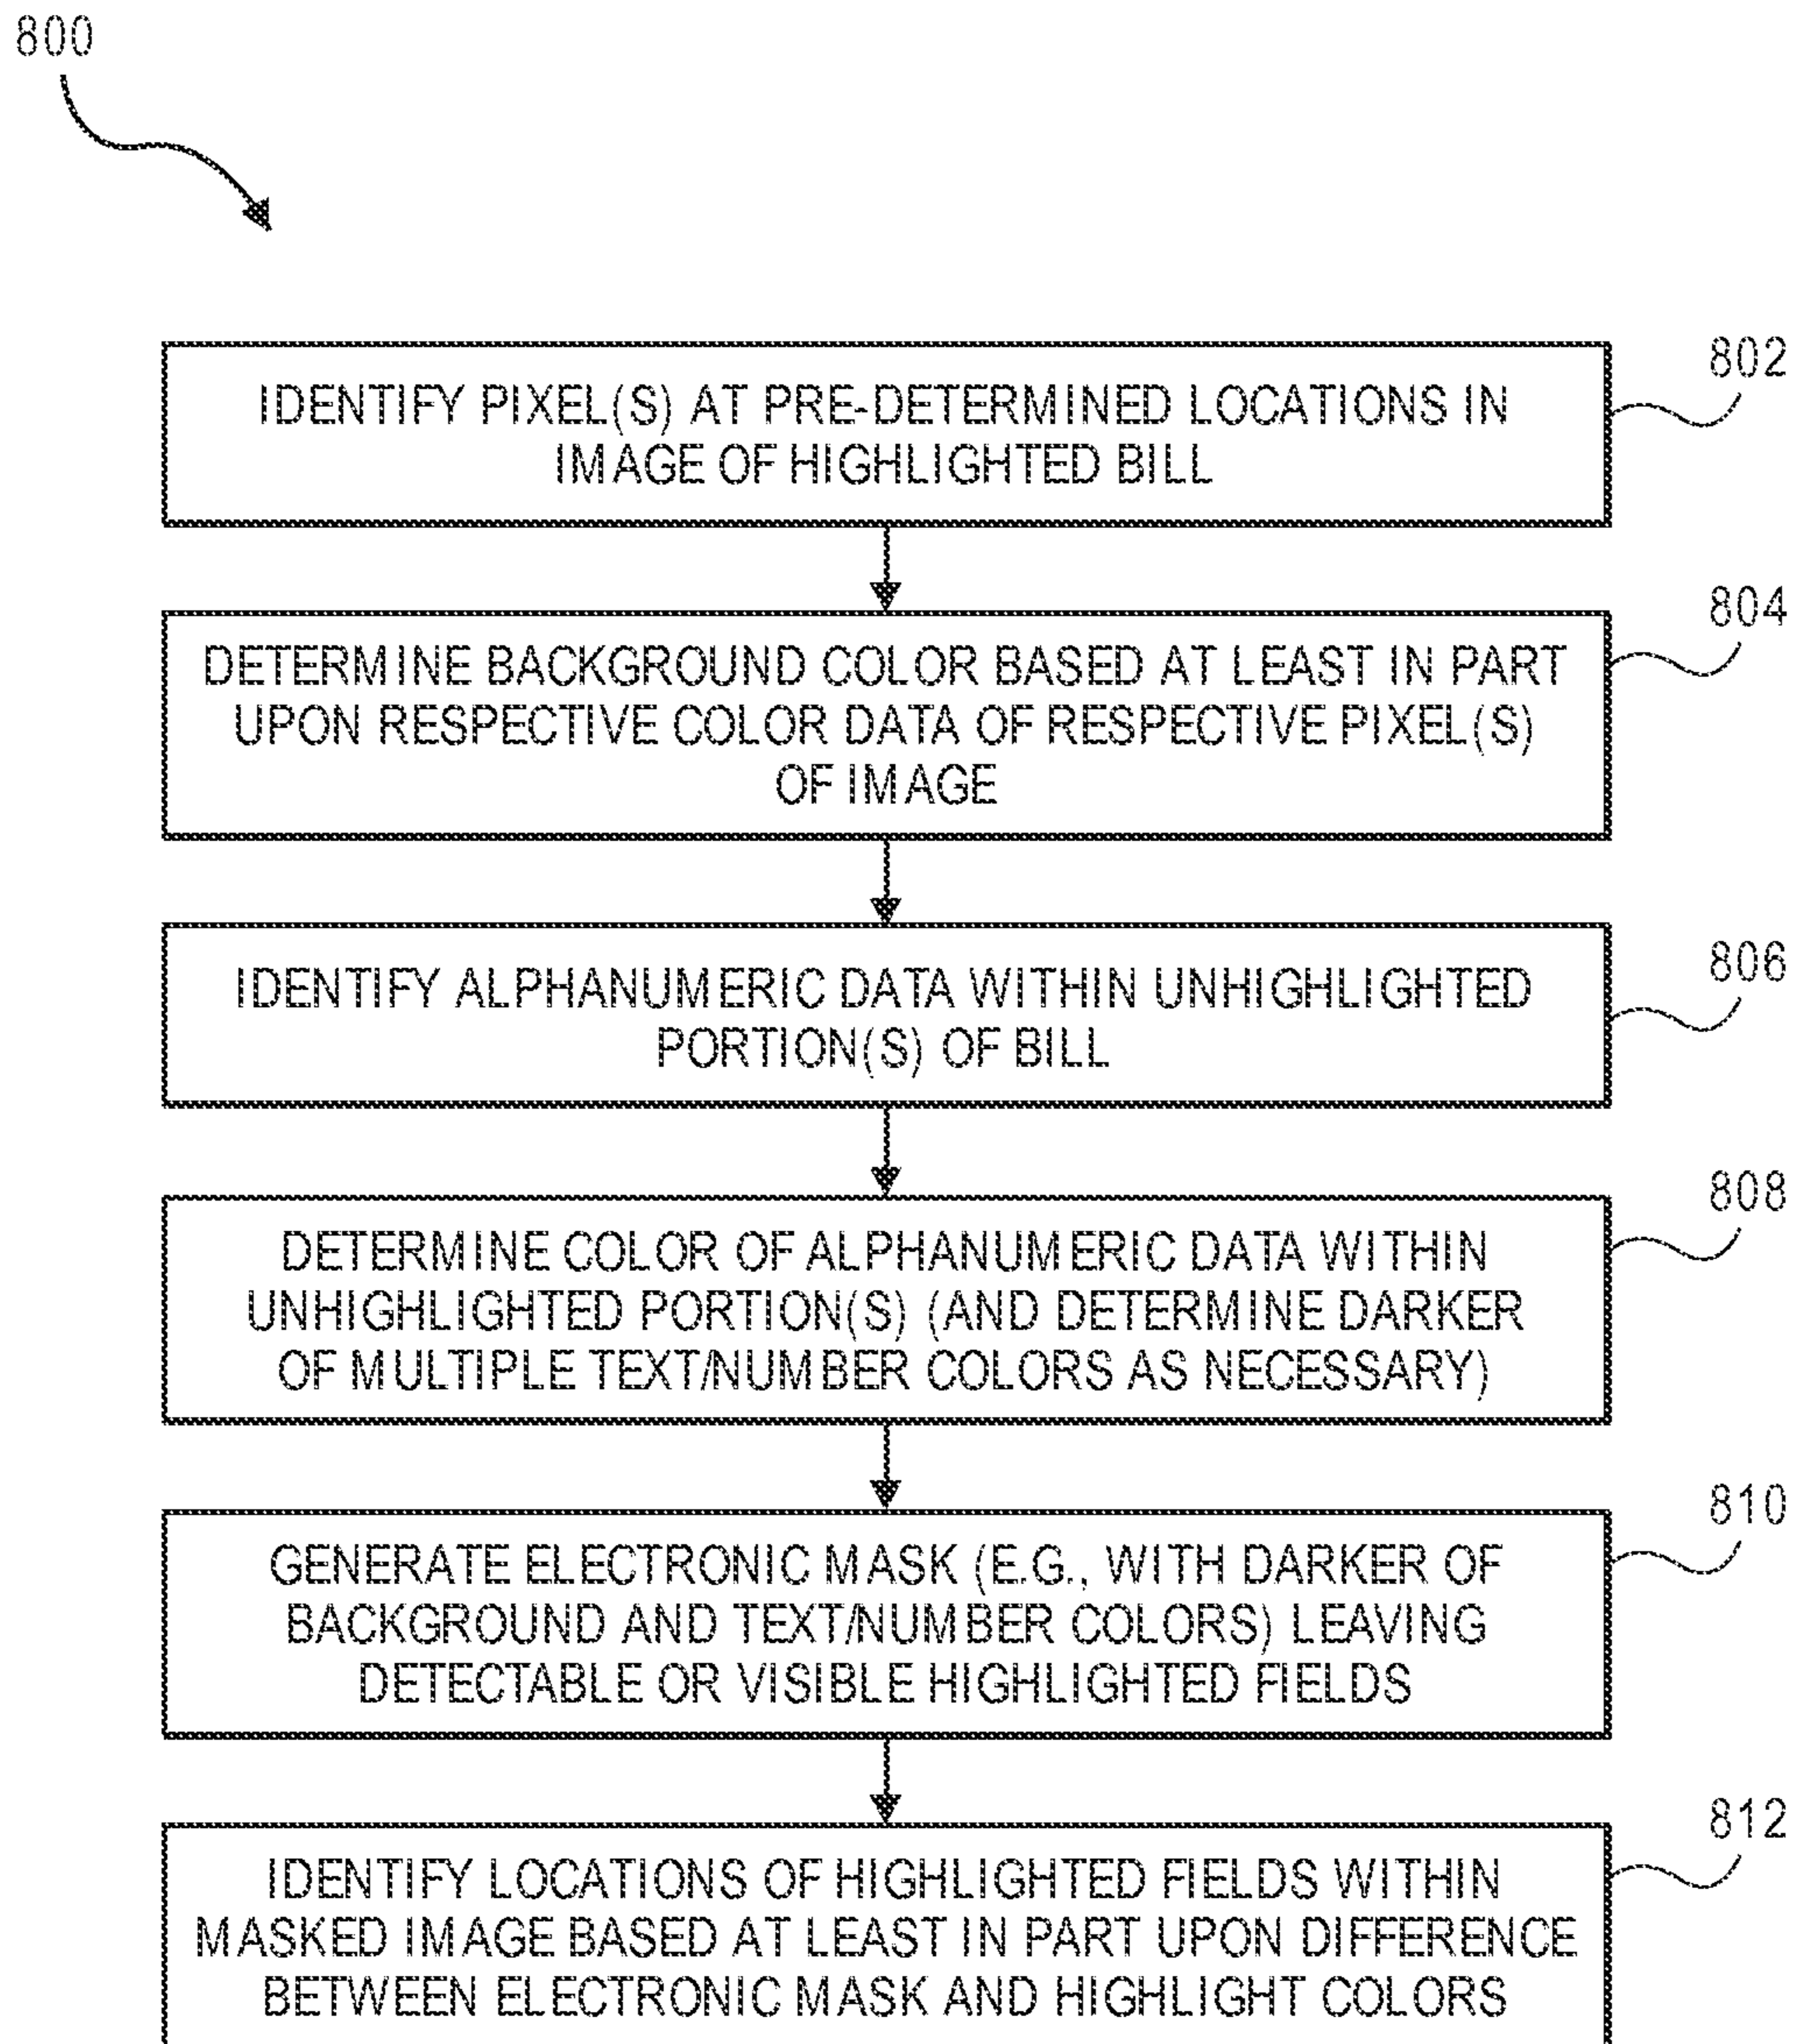 800
802
IDENTIFY PIXEL(S) AT PRE-DETERMINED LOCATIONS IN
IMAGE OF HIGHLIGHTED BILL
804
DETERMINE BACKGROUND COLOR BASED AT LEAST IN PART
UPON RESPECTIVE COLOR DATA OF RESPECTIVE PIXEL(S)
OF IMAGE
806
IDENTIFY ALPHANUMERIC DATA WITHIN UNHIGHLIGHTED
PORTION(S) OF BILL
808
DETERMINE COLOR OF ALPHANUMERIC DATA WITHIN
UNHIGHLIGHTED PORTION(S) (AND DETERMINE DARKER
OF MULTIPLE TEXT/NUMBER COLORS AS NECESSARY)
810
GENERATE ELECTRONIC MASK (E.G., WITH DARKER OF
BACKGROUND AND TEXT/NUMBER COLORS) LEAVING
DETECTABLE OR VISIBLE HIGHLIGHTED FIELDS
812
IDENTIFY LOCATIONS OF HIGHLIGHTED FIELDS WITHIN
MASKED IMAGE BASED AT LEAST IN PART UPON DIFFERENCE
BETWEEN ELECTRONIC MASK AND HIGHLIGHT COLORS